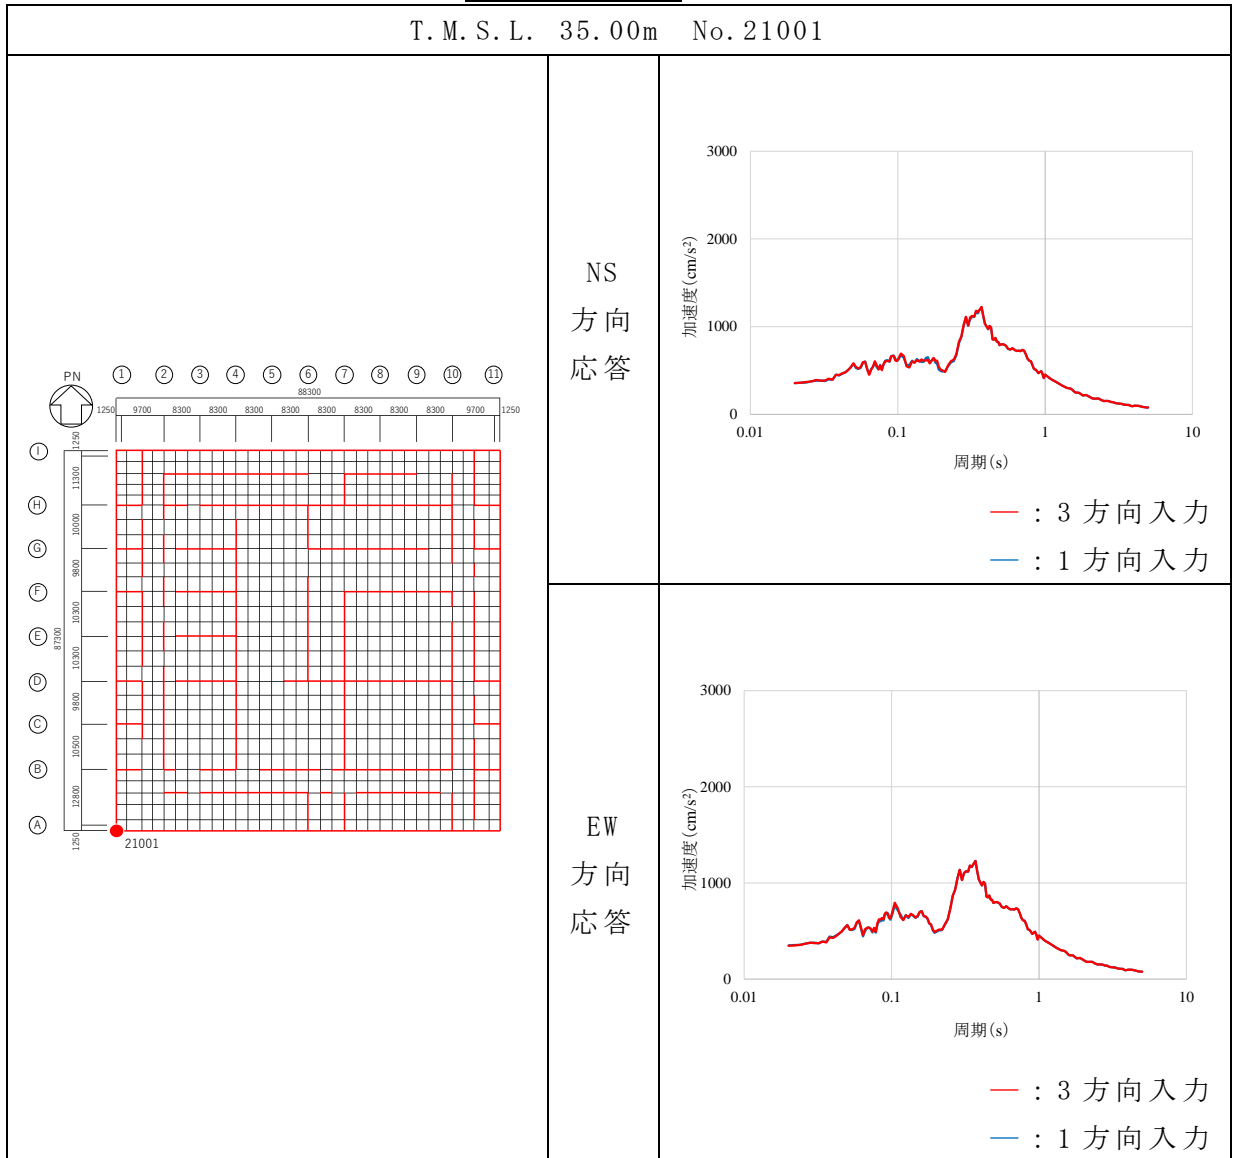 T.M.S.L. 35.00m No.21001
PN
1 2 3 4 5 6 7 8 9 10 11
88300
1250 9700 8300 8300 8300 8300 8300 8300 8300 8300 9700 1250
I
H
G
F
E
D
C
B
A
1250
11300
10000
9800
10300
10300
9800
10500
12800
1250
87300
21001
NS
方向
応答
加速度(cm/s²)
3000
2000
1000
0
0.01 0.1 1 10
周期(s)
— : 3 方向入力
— : 1 方向入力
EW
方向
応答
加速度(cm/s²)
3000
2000
1000
0
0.01 0.1 1 10
周期(s)
— : 3 方向入力
— : 1 方向入力